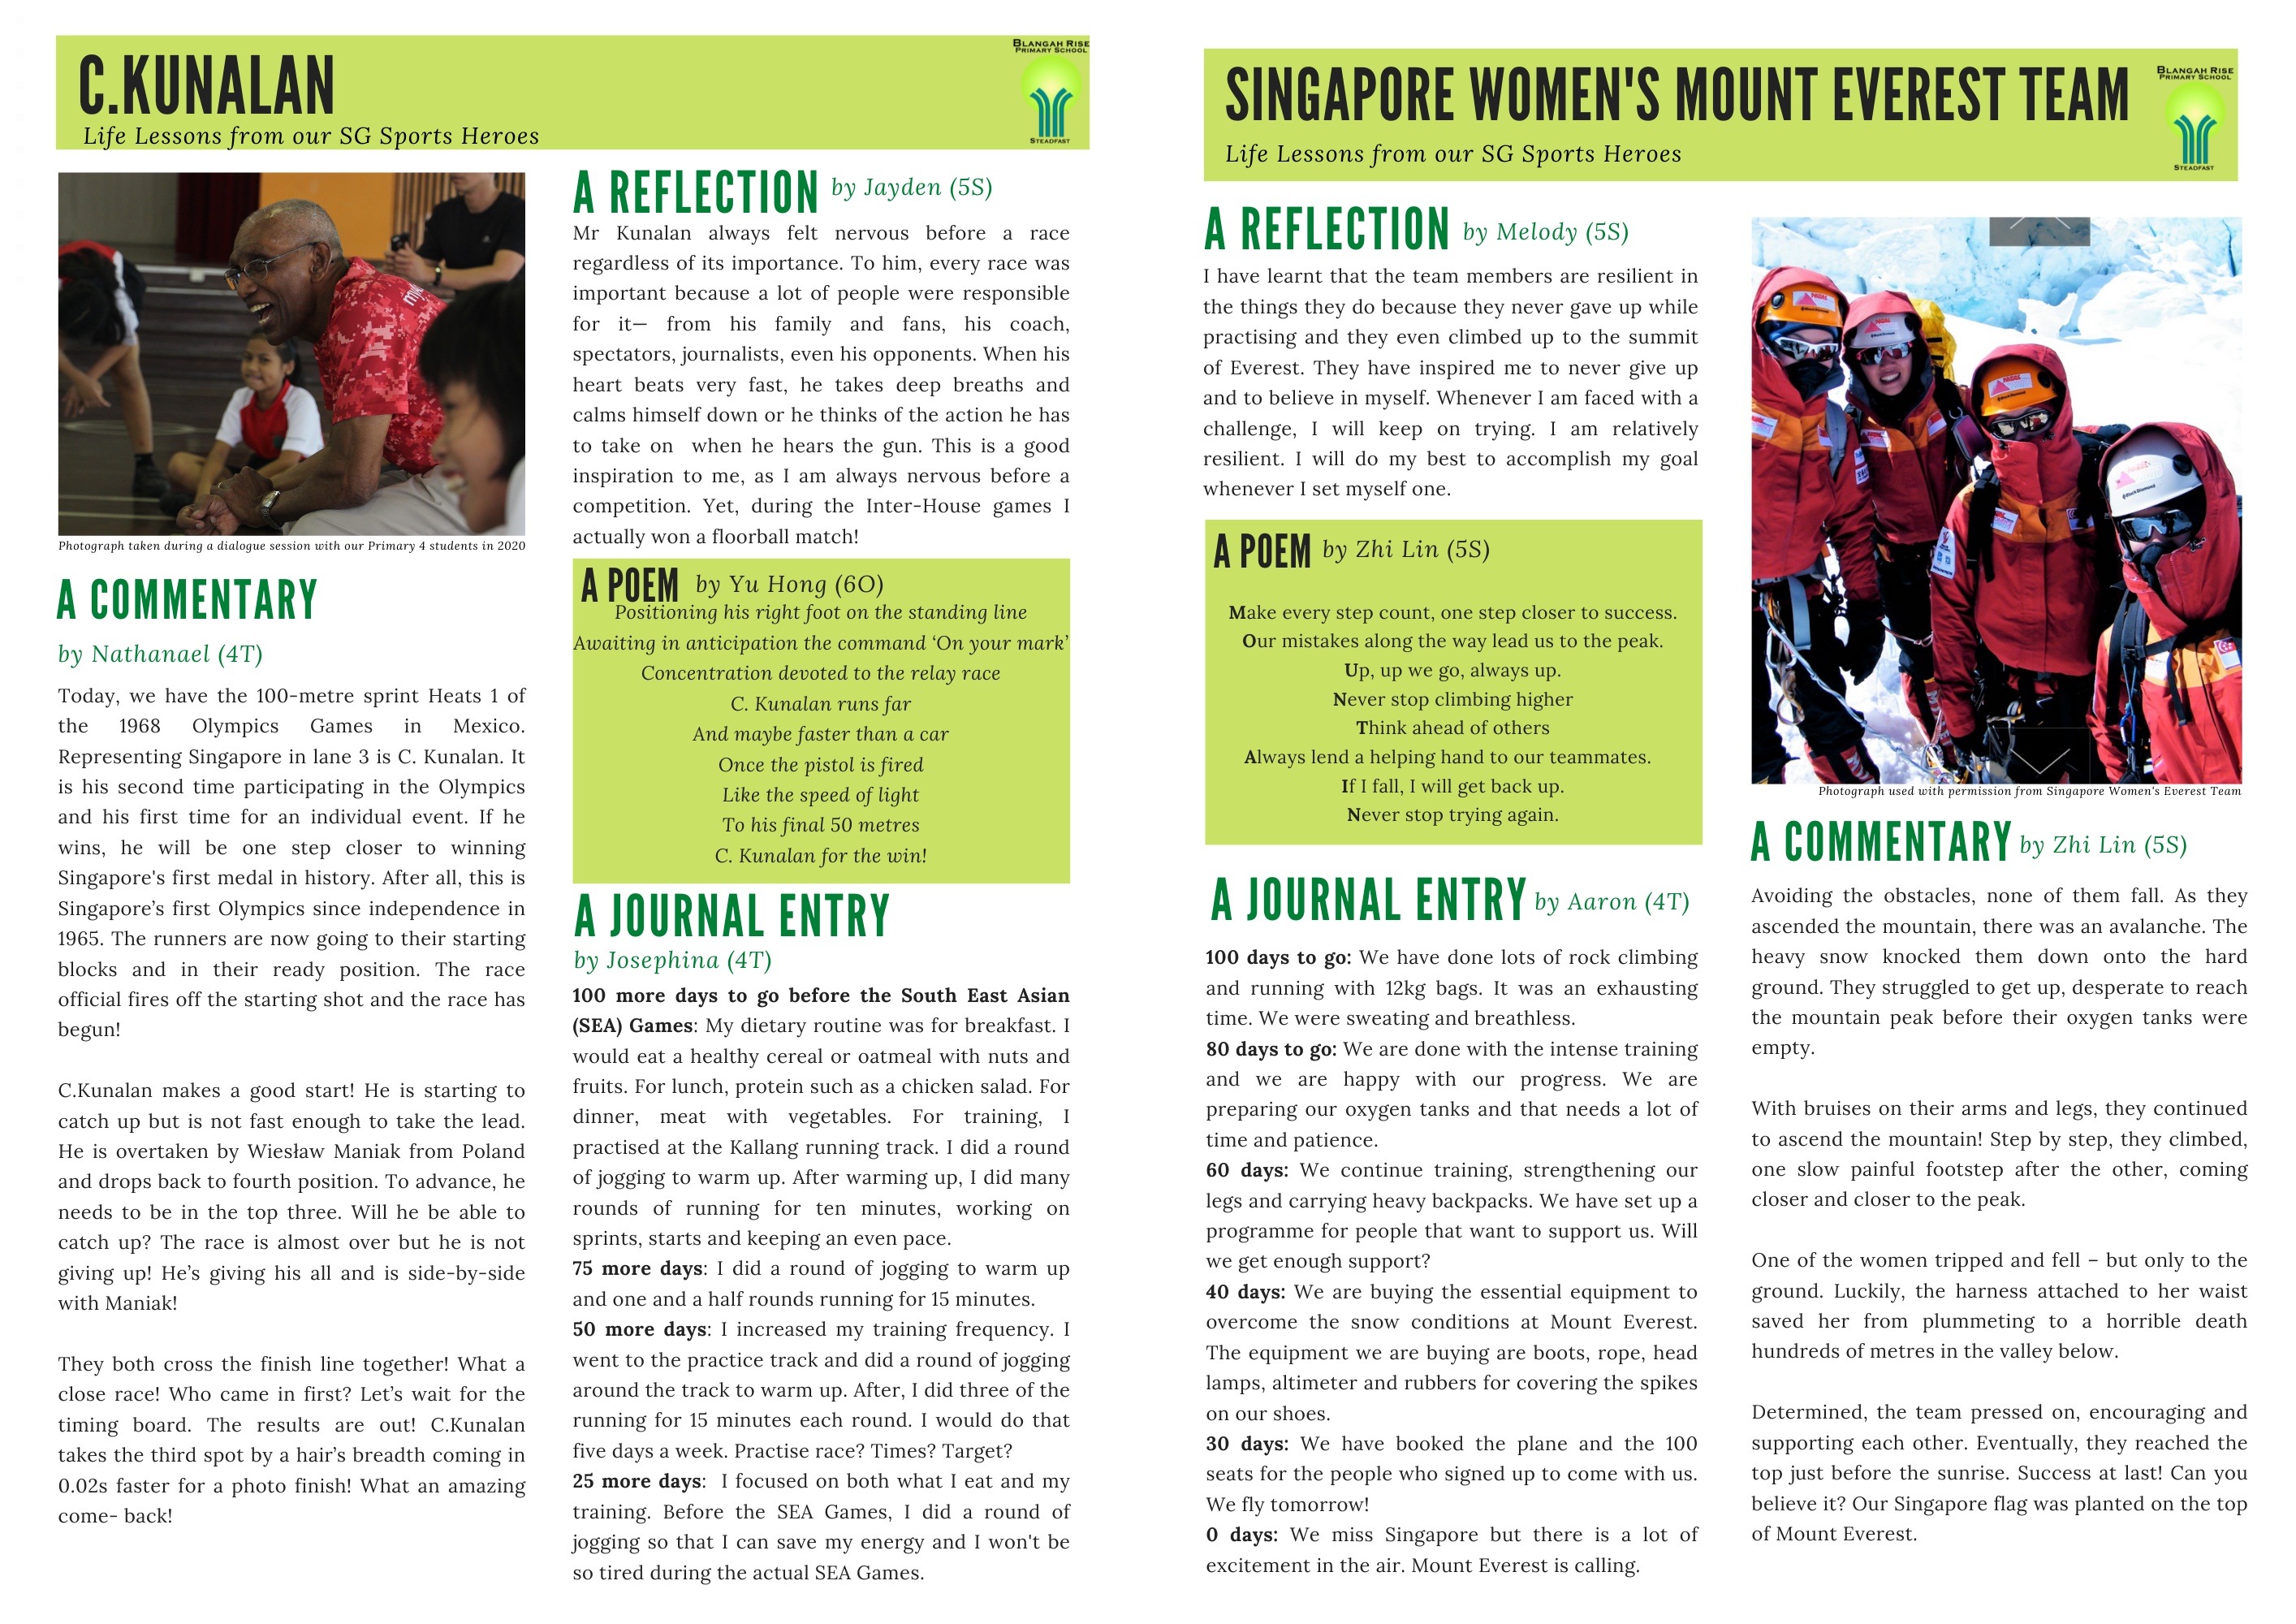 C.KUNALAN
Life Lessons from our SG Sports Heroes
BLANGAH RISE
PRIMARY SCHOOL
STEADFAST
Photograph taken during a dialogue session with our Primary 4 students in 2020
A COMMENTARY
by Nathanael (4T)
Today, we have the 100-metre sprint Heats 1 of
the 1968 Olympics Games in Mexico.
Representing Singapore in lane 3 is C. Kunalan. It
is his second time participating in the Olympics
and his first time for an individual event. If he
wins, he will be one step closer to winning
Singapore's first medal in history. After all, this is
Singapore’s first Olympics since independence in
1965. The runners are now going to their starting
blocks and in their ready position. The race
official fires off the starting shot and the race has
begun!
C.Kunalan makes a good start! He is starting to
catch up but is not fast enough to take the lead.
He is overtaken by Wiesław Maniak from Poland
and drops back to fourth position. To advance, he
needs to be in the top three. Will he be able to
catch up? The race is almost over but he is not
giving up! He’s giving his all and is side-by-side
with Maniak!
They both cross the finish line together! What a
close race! Who came in first? Let’s wait for the
timing board. The results are out! C.Kunalan
takes the third spot by a hair’s breadth coming in
0.02s faster for a photo finish! What an amazing
come- back!
A REFLECTION by Jayden (5S)
Mr Kunalan always felt nervous before a race
regardless of its importance. To him, every race was
important because a lot of people were responsible
for it— from his family and fans, his coach,
spectators, journalists, even his opponents. When his
heart beats very fast, he takes deep breaths and
calms himself down or he thinks of the action he has
to take on when he hears the gun. This is a good
inspiration to me, as I am always nervous before a
competition. Yet, during the Inter-House games I
actually won a floorball match!
A POEM by Yu Hong (6O)
Positioning his right foot on the standing line
Awaiting in anticipation the command ‘On your mark’
Concentration devoted to the relay race
C. Kunalan runs far
And maybe faster than a car
Once the pistol is fired
Like the speed of light
To his final 50 metres
C. Kunalan for the win!
A JOURNAL ENTRY
by Josephina (4T)
100 more days to go before the South East Asian
(SEA) Games: My dietary routine was for breakfast. I
would eat a healthy cereal or oatmeal with nuts and
fruits. For lunch, protein such as a chicken salad. For
dinner, meat with vegetables. For training, I
practised at the Kallang running track. I did a round
of jogging to warm up. After warming up, I did many
rounds of running for ten minutes, working on
sprints, starts and keeping an even pace.
75 more days: I did a round of jogging to warm up
and one and a half rounds running for 15 minutes.
50 more days: I increased my training frequency. I
went to the practice track and did a round of jogging
around the track to warm up. After, I did three of the
running for 15 minutes each round. I would do that
five days a week. Practise race? Times? Target?
25 more days: I focused on both what I eat and my
training. Before the SEA Games, I did a round of
jogging so that I can save my energy and I won't be
so tired during the actual SEA Games.
SINGAPORE WOMEN'S MOUNT EVEREST TEAM
Life Lessons from our SG Sports Heroes
BLANGAH RISE
PRIMARY SCHOOL
STEADFAST
A REFLECTION by Melody (5S)
I have learnt that the team members are resilient in
the things they do because they never gave up while
practising and they even climbed up to the summit
of Everest. They have inspired me to never give up
and to believe in myself. Whenever I am faced with a
challenge, I will keep on trying. I am relatively
resilient. I will do my best to accomplish my goal
whenever I set myself one.
A POEM by Zhi Lin (5S)
Make every step count, one step closer to success.
Our mistakes along the way lead us to the peak.
Up, up we go, always up.
Never stop climbing higher
Think ahead of others
Always lend a helping hand to our teammates.
If I fall, I will get back up.
Never stop trying again.
A JOURNAL ENTRY by Aaron (4T)
100 days to go: We have done lots of rock climbing
and running with 12kg bags. It was an exhausting
time. We were sweating and breathless.
80 days to go: We are done with the intense training
and we are happy with our progress. We are
preparing our oxygen tanks and that needs a lot of
time and patience.
60 days: We continue training, strengthening our
legs and carrying heavy backpacks. We have set up a
programme for people that want to support us. Will
we get enough support?
40 days: We are buying the essential equipment to
overcome the snow conditions at Mount Everest.
The equipment we are buying are boots, rope, head
lamps, altimeter and rubbers for covering the spikes
on our shoes.
30 days: We have booked the plane and the 100
seats for the people who signed up to come with us.
We fly tomorrow!
0 days: We miss Singapore but there is a lot of
excitement in the air. Mount Everest is calling.
Photograph used with permission from Singapore Women's Everest Team
A COMMENTARY by Zhi Lin (5S)
Avoiding the obstacles, none of them fall. As they
ascended the mountain, there was an avalanche. The
heavy snow knocked them down onto the hard
ground. They struggled to get up, desperate to reach
the mountain peak before their oxygen tanks were
empty.
With bruises on their arms and legs, they continued
to ascend the mountain! Step by step, they climbed,
one slow painful footstep after the other, coming
closer and closer to the peak.
One of the women tripped and fell – but only to the
ground. Luckily, the harness attached to her waist
saved her from plummeting to a horrible death
hundreds of metres in the valley below.
Determined, the team pressed on, encouraging and
supporting each other. Eventually, they reached the
top just before the sunrise. Success at last! Can you
believe it? Our Singapore flag was planted on the top
of Mount Everest.